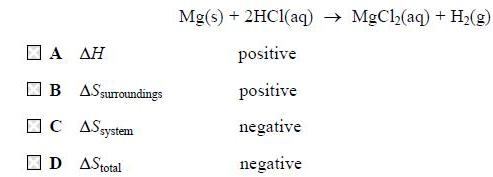 Mg(s) + 2HCl(aq) → MgCl₂(aq) + H₂(g)
A ΔH positive
B ΔS_surroundings positive
C ΔS_system negative
D ΔS_total negative